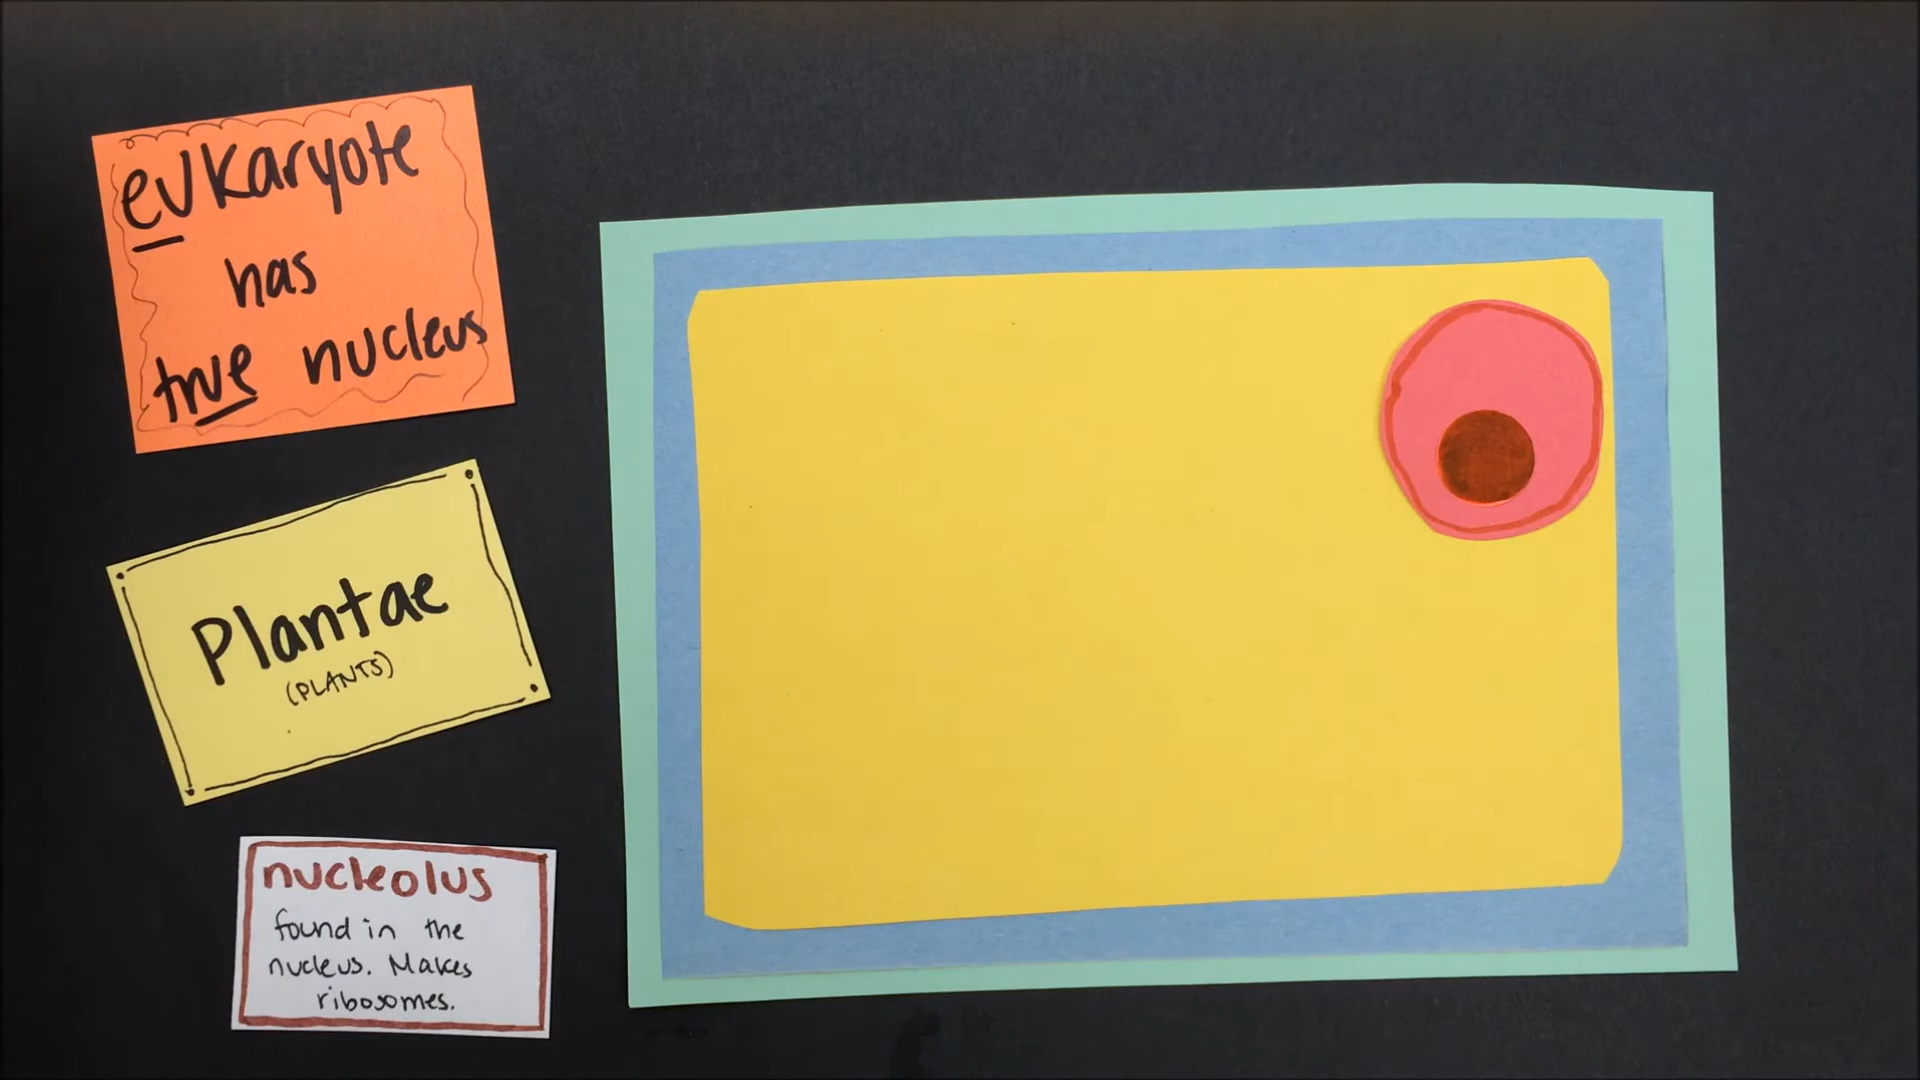 eukaryote
has
true nucleus
Plantae
(PLANTS)
nucleolus
found in the
nucleus. Makes
ribosomes.